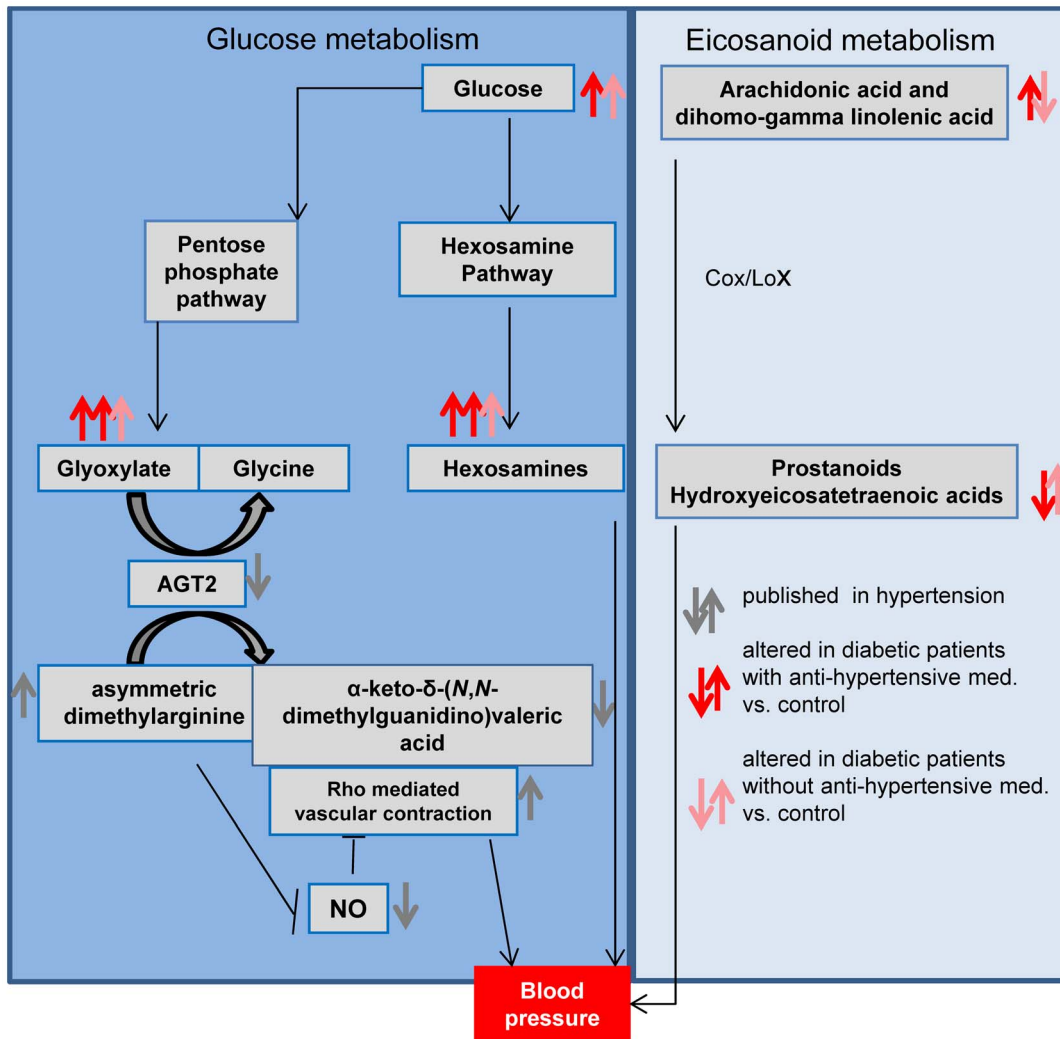 Glucose metabolism
Glucose
Pentose
phosphate
pathway
Hexosamine
Pathway
Glyoxylate
Glycine
Hexosamines
AGT2
asymmetric
dimethylarginine
α-keto-δ-(N,N-
dimethylguanidino)valeric
acid
Rho mediated
vascular contraction
NO
Blood
pressure
Eicosanoid metabolism
Arachidonic acid and
dihomo-gamma linolenic acid
Cox/LoX
Prostanoids
Hydroxyeicosatetraenoic acids
published in hypertension
altered in diabetic patients
with anti-hypertensive med.
vs. control
altered in diabetic patients
without anti-hypertensive med.
vs. control